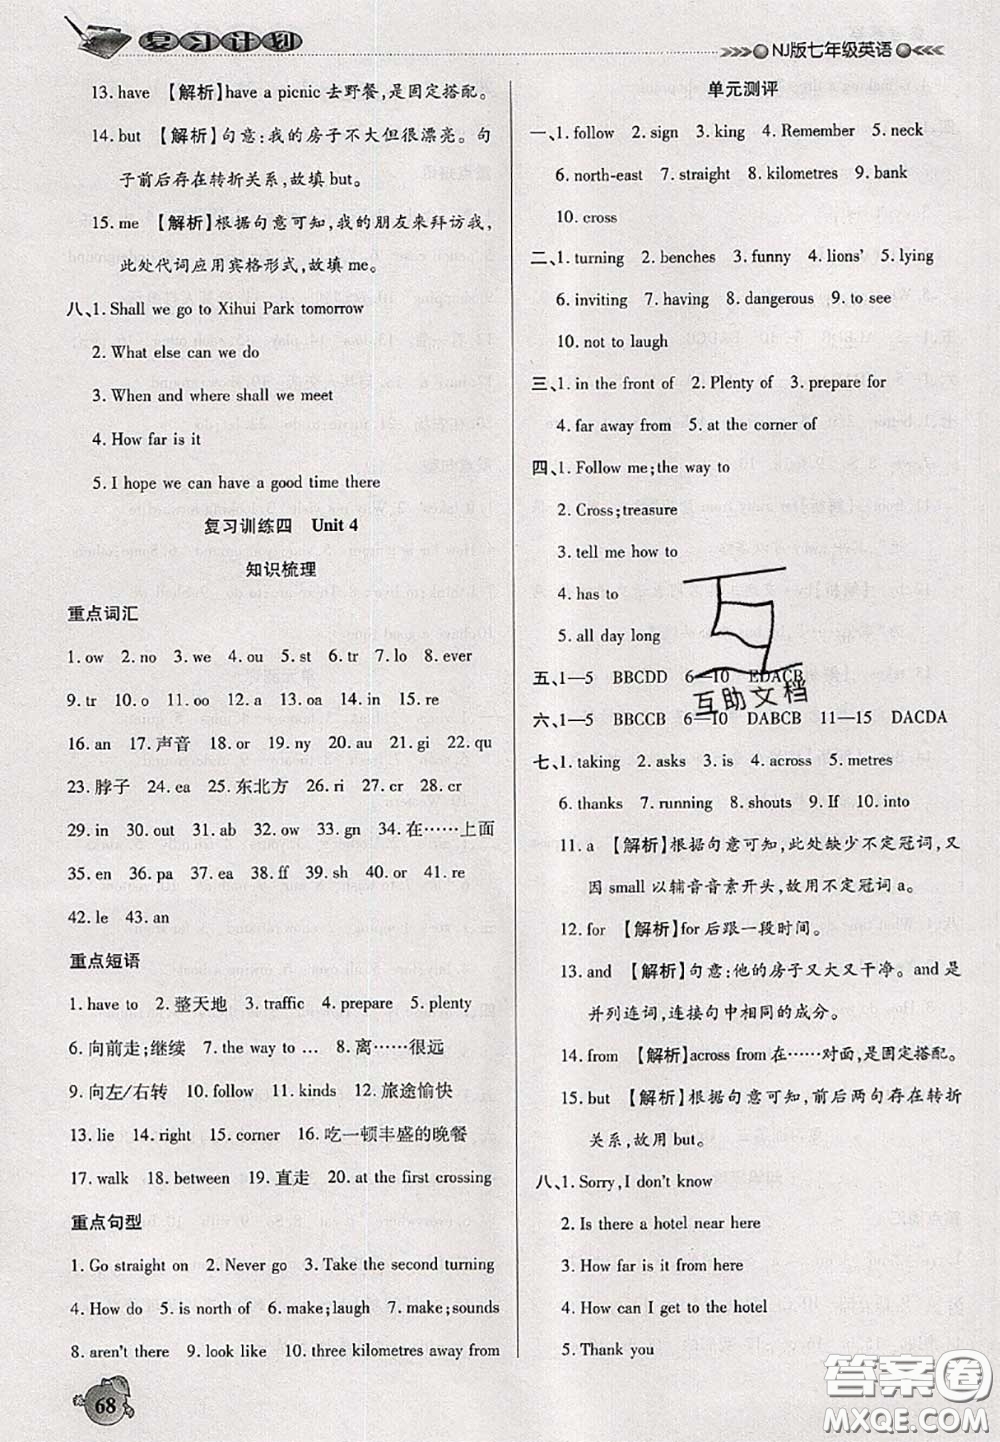 复习计划
NJ版七年级英语
13. have 【解析】have a picnic 去野餐,是固定搭配。
14. but 【解析】句意:我的房子不大但很漂亮。句
子前后存在转折关系,故填 but。
15. me 【解析】根据句意可知,我的朋友来拜访我,
此处代词应用宾格形式,故填 me。
八、1. Shall we go to Xihui Park tomorrow
2. What else can we do
3. When and where shall we meet
4. How far is it
5. I hope we can have a good time there
复习训练四 Unit 4
知识梳理
重点词汇
1. ow 2. no 3. we 4. ou 5. st 6. tr 7. lo 8. ever
9. tr 10. ir 11. oo 12. a 13. oa 14. in 15. re
16. an 17. 声音 18. or 19. ny 20. au 21. gi 22. qu
23. 脖子 24. ea 25. 东北方 26. ri 27. cr 28. cr
29. in 30. out 31. ab 32. ar 33. gn 34. 在……上面
35. en 36. pa 37. ea 38. ff 39. sh 40. or 41. re
42. le 43. an
重点短语
1. have to 2. 整天地 3. traffic 4. prepare 5. plenty
6. 向前走;继续 7. the way to … 8. 离……很远
9. 向左/右转 10. follow 11. kinds 12. 旅途愉快
13. lie 14. right 15. corner 16. 吃一顿丰盛的晚餐
17. walk 18. between 19. 直走 20. at the first crossing
重点句型
1. Go straight on 2. Never go 3. Take the second turning
4. How do 5. is north of 6. make;laugh 7. make;sounds
8. aren't there 9. look like 10. three kilometres away from
68
单元测评
一、1. follow 2. sign 3. king 4. Remember 5. neck
6. north-east 7. straight 8. kilometres 9. bank
10. cross
二、1. turning 2. benches 3. funny 4. lions' 5. lying
6. inviting 7. having 8. dangerous 9. to see
10. not to laugh
三、1. in the front of 2. Plenty of 3. prepare for
4. far away from 5. at the corner of
四、1. Follow me;the way to
2. Cross;treasure
3. tell me how to
4. has to
5. all day long
五、1—5 BBCDD 6—10 EDACB
六、1—5 BBCCB 6—10 DABCB 11—15 DACDA
七、1. taking 2. asks 3. is 4. across 5. metres
6. thanks 7. running 8. shouts 9. If 10. into
11. a 【解析】根据句意可知,此处缺少不定冠词,又
因 small 以辅音音素开头,故用不定冠词 a。
12. for 【解析】for 后跟一段时间。
13. and 【解析】句意:他的房子又大又干净。and 是
并列连词,连接句中相同的成分。
14. from 【解析】across from 在……对面,是固定搭配。
15. but 【解析】根据句意可知,前后两句存在转折
关系,故用 but。
八、1. Sorry, I don't know
2. Is there a hotel near here
3. How far is it from here
4. How can I get to the hotel
5. Thank you
互助文档
答案圈
MXQE.COM